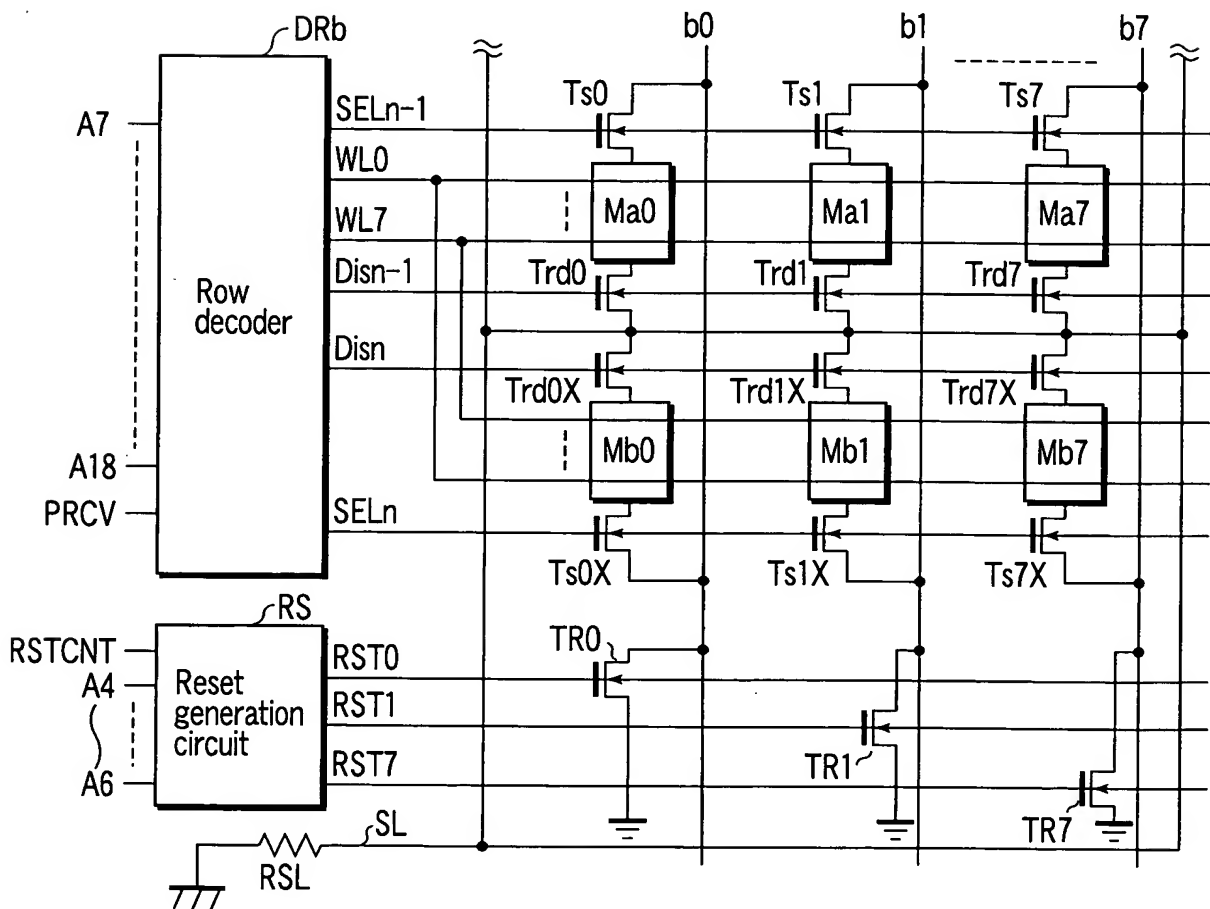 DRb
b0
b1
b7
Ts0
Ts1
Ts7
A7
SELn-1
WL0
Ma0
Ma1
Ma7
WL7
Disn-1
Trd0
Trd1
Trd7
Row
decoder
Disn
Trd0X
Trd1X
Trd7X
Mb0
Mb1
Mb7
A18
PRCV
SELn
Ts0X
Ts1X
Ts7X
RS
RSTCNT
TR0
RST0
A4
Reset
generation
circuit
RST1
TR1
A6
RST7
TR7
SL
RSL